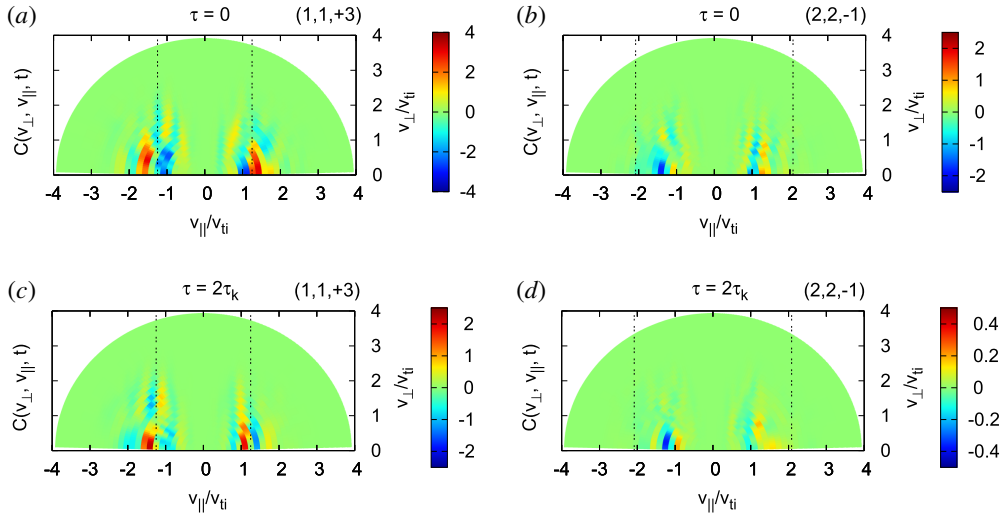 (a) τ = 0 (1,1,+3)
C(v⊥, v||, t)
-4 -3 -2 -1 0 1 2 3 4
v||/vti
0 1 2 3 4
v⊥/vti
4 2 0 -2 -4
(b) τ = 0 (2,2,-1)
C(v⊥, v||, t)
-4 -3 -2 -1 0 1 2 3 4
v||/vti
0 1 2 3 4
v⊥/vti
2 1 0 -1 -2
(c) τ = 2τk (1,1,+3)
C(v⊥, v||, t)
-4 -3 -2 -1 0 1 2 3 4
v||/vti
0 1 2 3 4
v⊥/vti
2 1 0 -1 -2
(d) τ = 2τk (2,2,-1)
C(v⊥, v||, t)
-4 -3 -2 -1 0 1 2 3 4
v||/vti
0 1 2 3 4
v⊥/vti
0.4 0.2 0 -0.2 -0.4